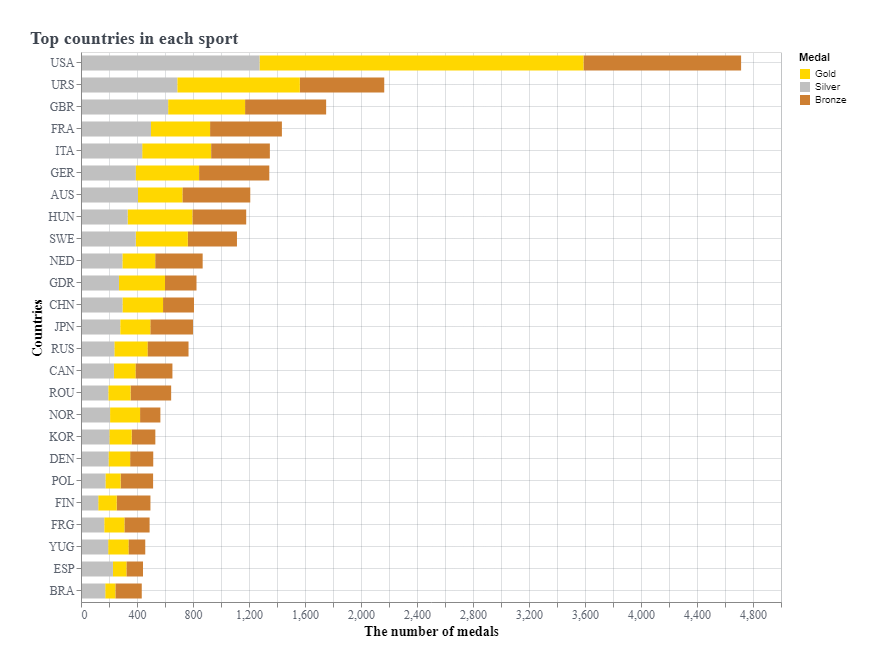 Top countries in each sport
Medal
Gold
Silver
Bronze
USA
URS
GBR
FRA
ITA
GER
AUS
HUN
SWE
NED
GDR
CHN
JPN
RUS
CAN
ROU
NOR
KOR
DEN
POL
FIN
FRG
YUG
ESP
BRA
Countries
0 400 800 1,200 1,600 2,000 2,400 2,800 3,200 3,600 4,000 4,400 4,800
The number of medals